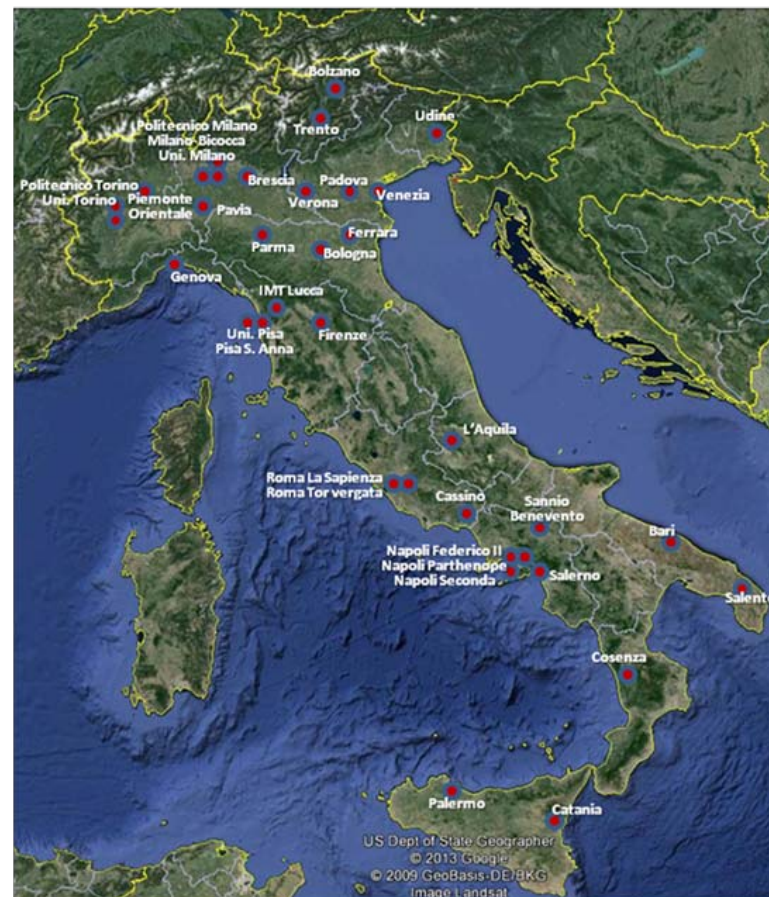 Bolzano
Trento
Udine
Politecnico Milano
Milano-Bicocca
Uni. Milano
Brescia
Verona
Padova
Venezia
Politecnico Torino
Uni. Torino
Piemonte
Orientale
Pavia
Parma
Ferrara
Bologna
Genova
IMT Lucca
Uni. Pisa
Pisa S. Anna
Firenze
L'Aquila
Roma La Sapienza
Roma Tor vergata
Cassino
Sannio
Benevento
Bari
Napoli Federico II
Napoli Parthenope
Napoli Seconda
Salerno
Salento
Cosenza
Palermo
Catania
US Dept of State Geographer
© 2013 Google
© 2009 GeoBasis-DE/BKG
Image Landsat